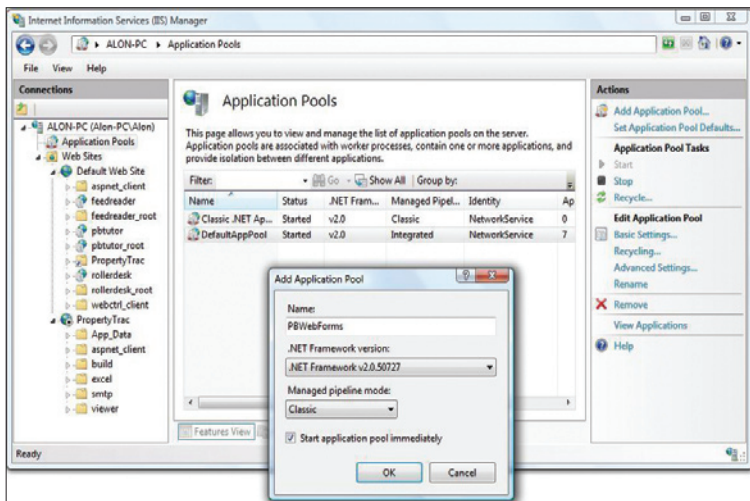 Internet Information Services (IIS) Manager
ALON-PC
Application Pools
File View Help
Connections
ALON-PC (Alon-PC\Alon)
Application Pools
Web Sites
Default Web Site
aspnet_client
feedreader
feedreader_root
pbtutor
pbtutor_root
PropertyTrac
rollerdesk
rollerdesk_root
webctrl_client
PropertyTrac
App_Data
aspnet_client
build
excel
smtp
viewer
Application Pools
This page allows you to view and manage the list of application pools on the server.
Application pools are associated with worker processes, contain one or more applications, and
provide isolation between different applications.
Filter: Go Show All Group by:
Name Status .NET Fram... Managed Pipel... Identity Ap
Classic .NET Ap... Started v2.0 Classic NetworkService 0
DefaultAppPool Started v2.0 Integrated NetworkService 7
Add Application Pool
Name:
PBWebForms
.NET Framework version:
.NET Framework v2.0.50727
Managed pipeline mode:
Classic
Start application pool immediately
OK Cancel
Features View
Actions
Add Application Pool...
Set Application Pool Defaults...
Application Pool Tasks
Start
Stop
Recycle...
Edit Application Pool
Basic Settings...
Recycling...
Advanced Settings...
Rename
Remove
View Applications
Help
Ready